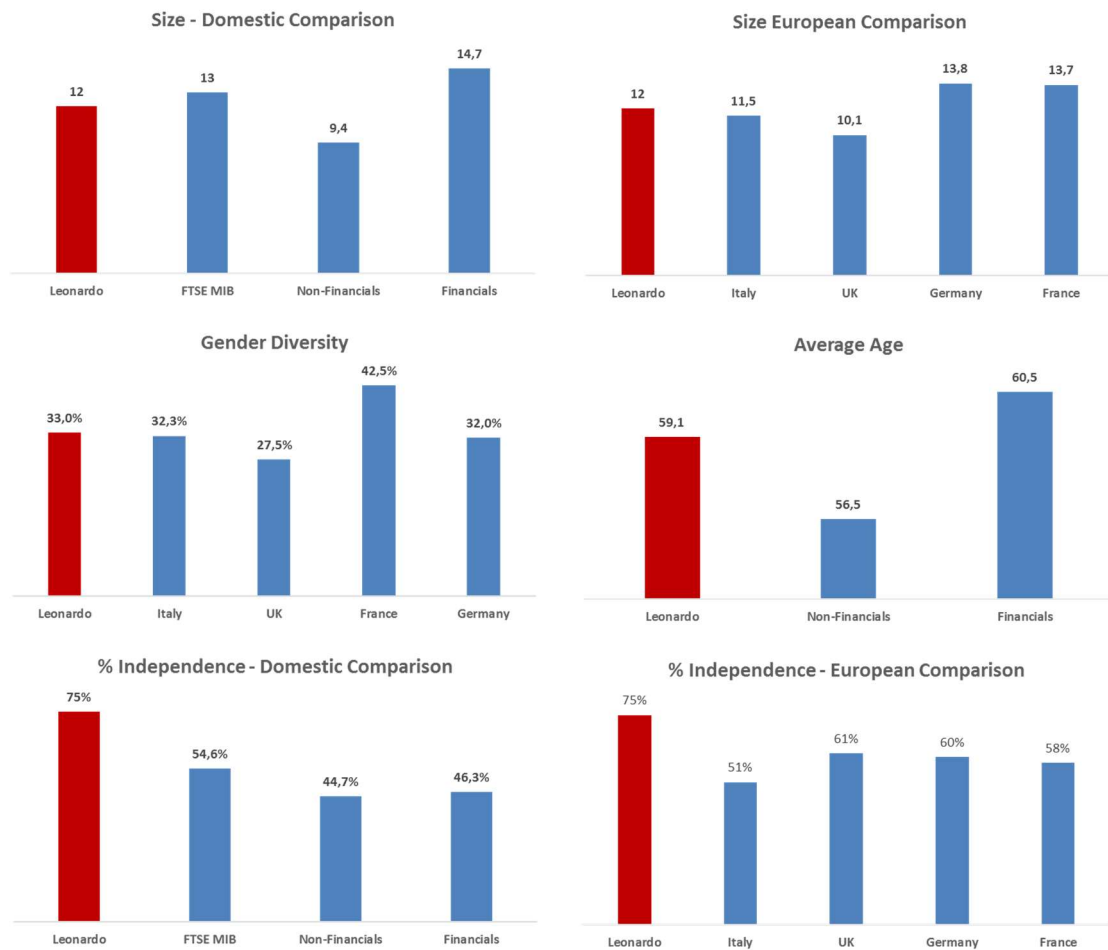 Size - Domestic Comparison
14,7
13
12
9,4
Leonardo FTSE MIB Non-Financials Financials
Size European Comparison
13,8 13,7
12
11,5
10,1
Leonardo Italy UK Germany France
Gender Diversity
42,5%
33,0% 32,3% 32,0%
27,5%
Leonardo Italy UK France Germany
Average Age
60,5
59,1
56,5
Leonardo Non-Financials Financials
% Independence - Domestic Comparison
75%
54,6%
44,7% 46,3%
Leonardo FTSE MIB Non-Financials Financials
% Independence - European Comparison
75%
61% 60% 58%
51%
Leonardo Italy UK Germany France